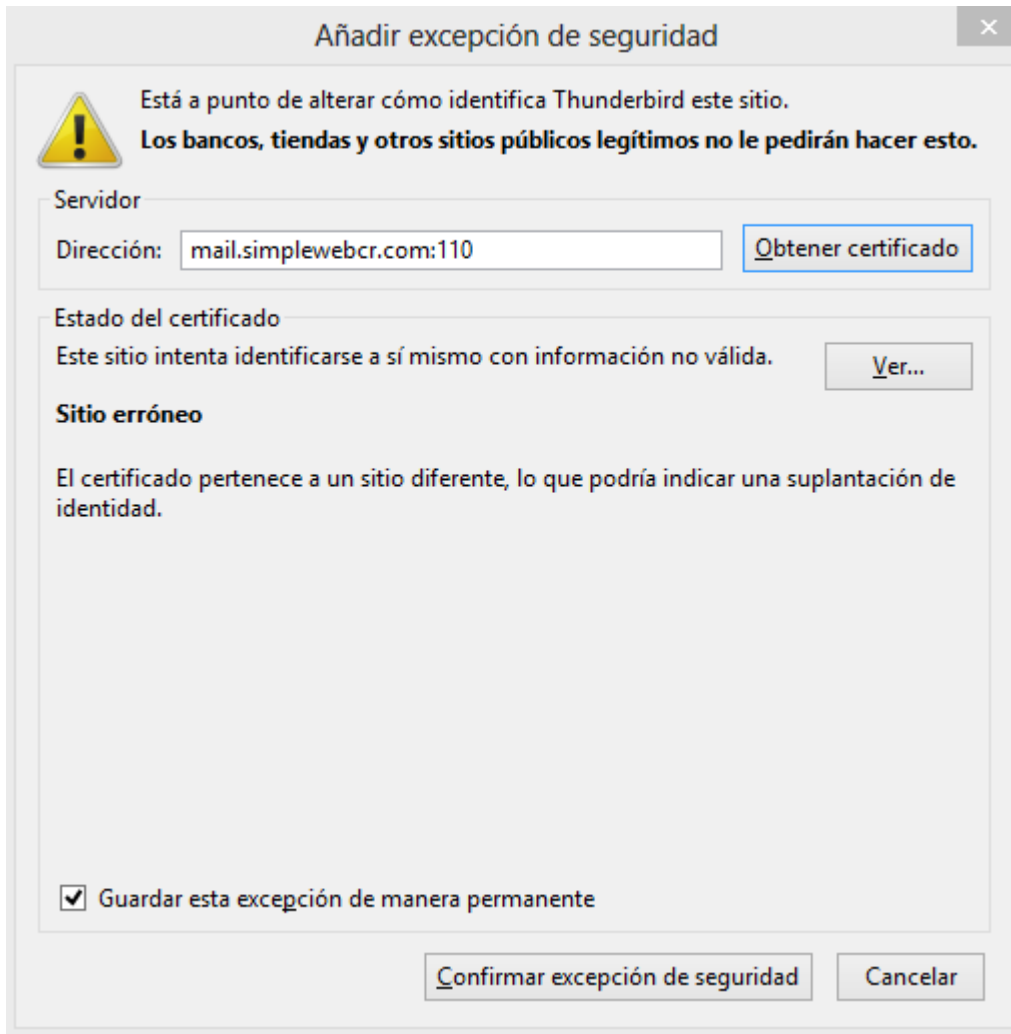 Añadir excepción de seguridad
Está a punto de alterar cómo identifica Thunderbird este sitio.
Los bancos, tiendas y otros sitios públicos legítimos no le pedirán hacer esto.
Servidor
Dirección: mail.simplewebcr.com:110 Obtener certificado
Estado del certificado
Este sitio intenta identificarse a sí mismo con información no válida. Ver...
Sitio erróneo
El certificado pertenece a un sitio diferente, lo que podría indicar una suplantación de
identidad.
Guardar esta excepción de manera permanente
Confirmar excepción de seguridad Cancelar